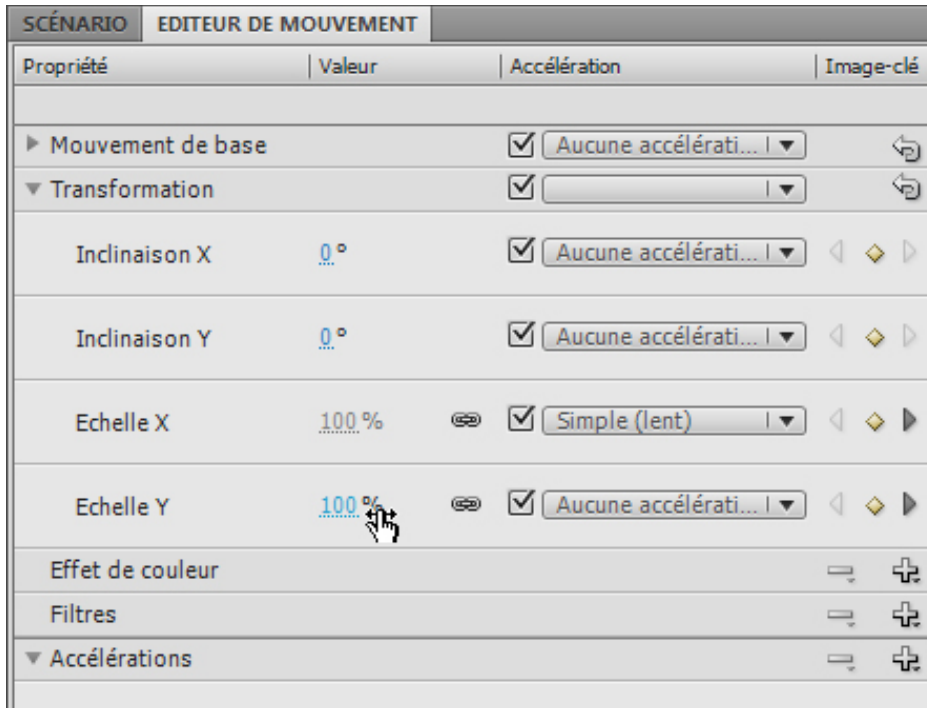 SCÉNARIO EDITEUR DE MOUVEMENT
Propriété Valeur Accélération Image-clé
Mouvement de base Aucune accélérati...
Transformation
Inclinaison X 0 ° Aucune accélérati...
Inclinaison Y 0 ° Aucune accélérati...
Echelle X 100 % Simple (lent)
Echelle Y 100 % Aucune accélérati...
Effet de couleur
Filtres
Accélérations